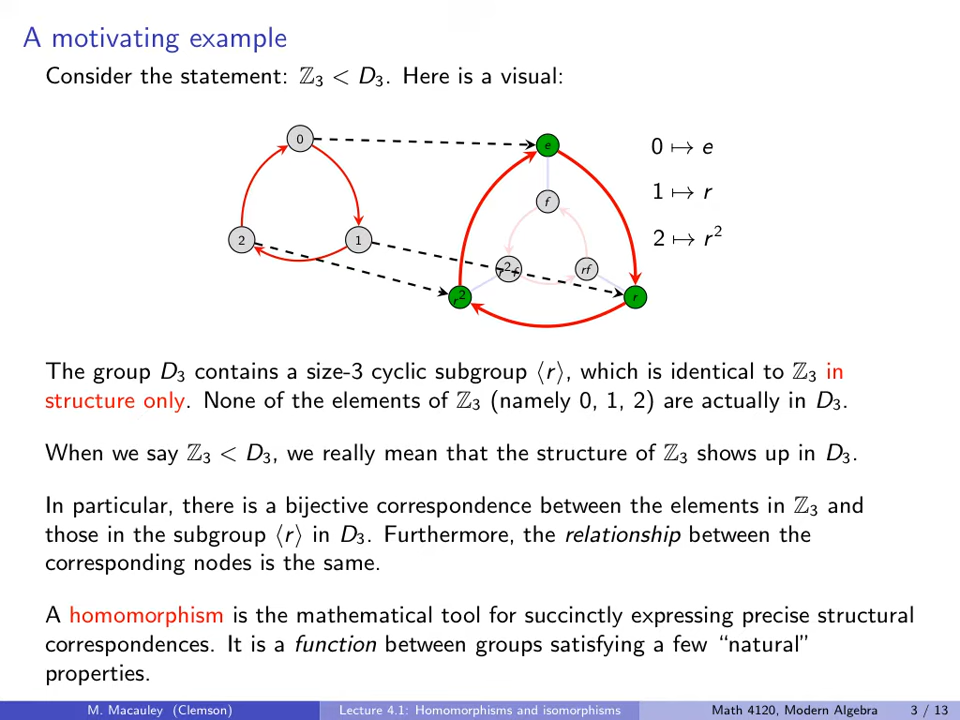 A motivating example
Consider the statement: ℤ₃ < D₃. Here is a visual:
0
e
0 ↦ e
f
1 ↦ r
2
1
2 ↦ r²
r²f
rf
r²
r
The group D₃ contains a size-3 cyclic subgroup ⟨r⟩, which is identical to ℤ₃ in
structure only. None of the elements of ℤ₃ (namely 0, 1, 2) are actually in D₃.
When we say ℤ₃ < D₃, we really mean that the structure of ℤ₃ shows up in D₃.
In particular, there is a bijective correspondence between the elements in ℤ₃ and
those in the subgroup ⟨r⟩ in D₃. Furthermore, the relationship between the
corresponding nodes is the same.
A homomorphism is the mathematical tool for succinctly expressing precise structural
correspondences. It is a function between groups satisfying a few “natural”
properties.
M. Macauley (Clemson)
Lecture 4.1: Homomorphisms and isomorphisms
Math 4120, Modern Algebra
3 / 13